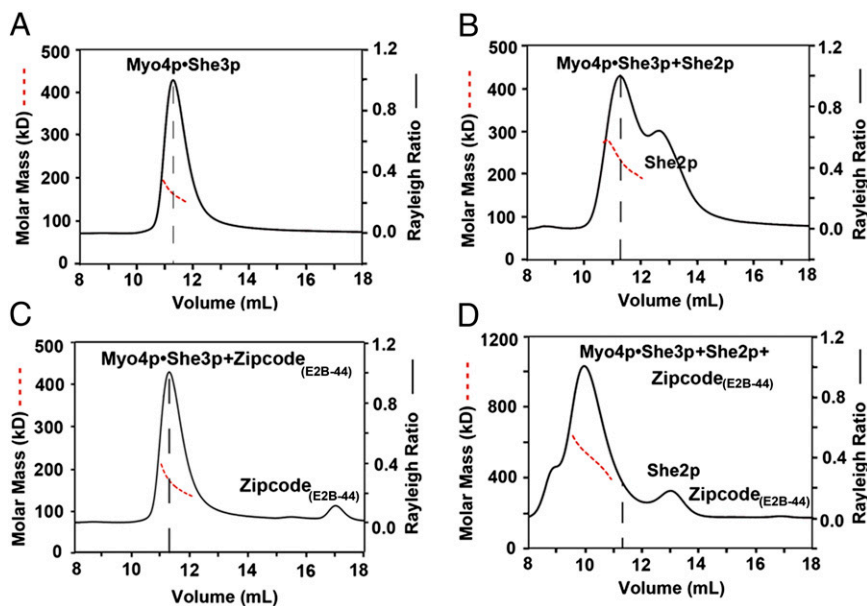 A
500
400
300
200
100
0
Molar Mass (kD)
Myo4p•She3p
1.2
0.8
0.4
0.0
Rayleigh Ratio
8 10 12 14 16 18
Volume (mL)
B
500
400
300
200
100
0
Molar Mass (kD)
Myo4p•She3p+She2p
She2p
1.2
0.8
0.4
0.0
Rayleigh Ratio
8 10 12 14 16 18
Volume (mL)
C
500
400
300
200
100
0
Molar Mass (kD)
Myo4p•She3p+Zipcode(E2B-44)
Zipcode(E2B-44)
1.2
0.8
0.4
0.0
Rayleigh Ratio
8 10 12 14 16 18
Volume (mL)
D
1200
800
400
0
Molar Mass (kD)
Myo4p•She3p+She2p+
Zipcode(E2B-44)
She2p
Zipcode(E2B-44)
1.2
0.8
0.4
0.0
Rayleigh Ratio
8 10 12 14 16 18
Volume (mL)